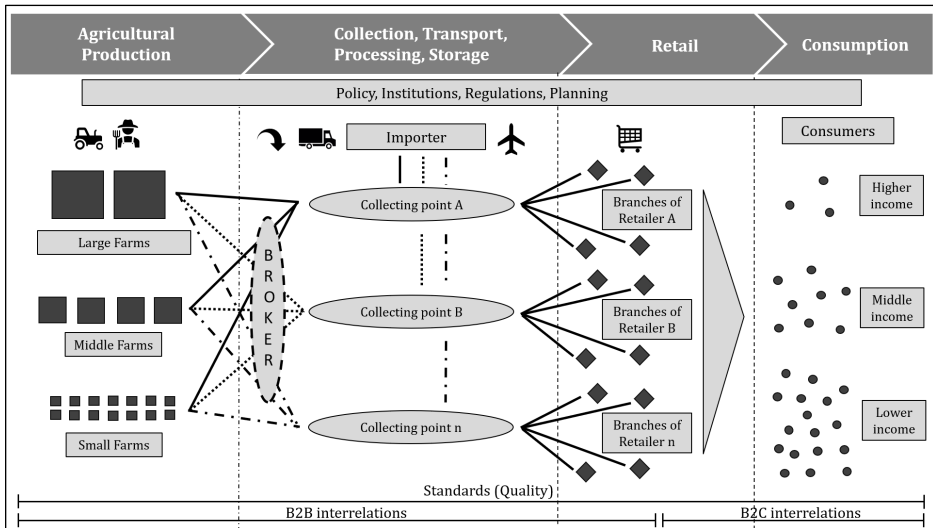 Agricultural
Production
Collection, Transport,
Processing, Storage
Retail
Consumption
Policy, Institutions, Regulations, Planning
Importer
Consumers
Large Farms
Middle Farms
Small Farms
BROKER
Collecting point A
Collecting point B
Collecting point n
Branches of
Retailer A
Branches of
Retailer B
Branches of
Retailer n
Higher
income
Middle
income
Lower
income
Standards (Quality)
B2B interrelations
B2C interrelations